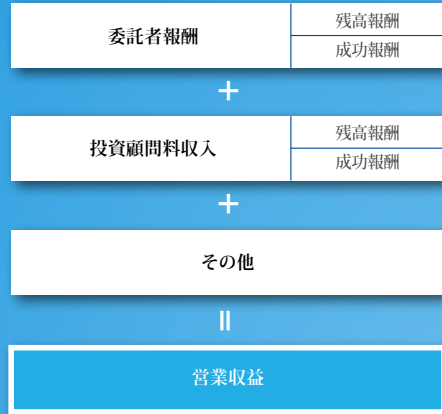 委託者報酬
残高報酬
成功報酬
+
投資顧問料収入
残高報酬
成功報酬
+
その他
=
営業収益